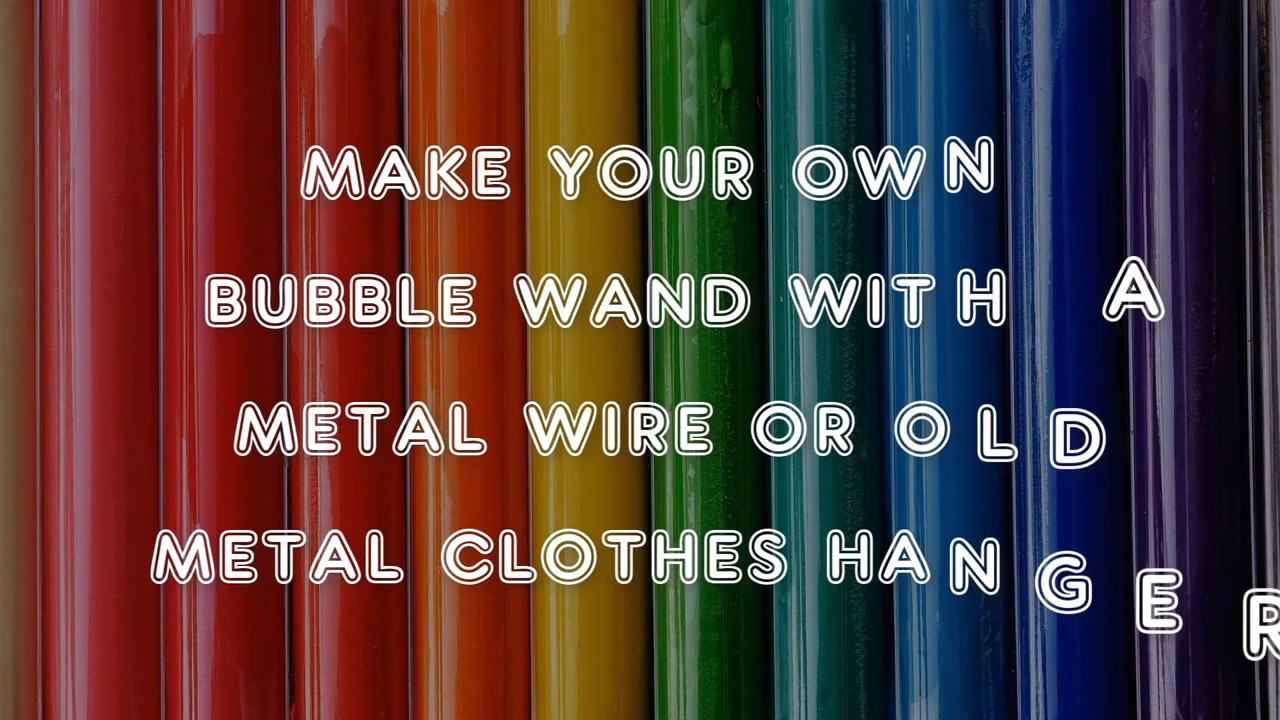 MAKE YOUR OWN
BUBBLE WAND WITH A
METAL WIRE OR OLD
METAL CLOTHES HANGER